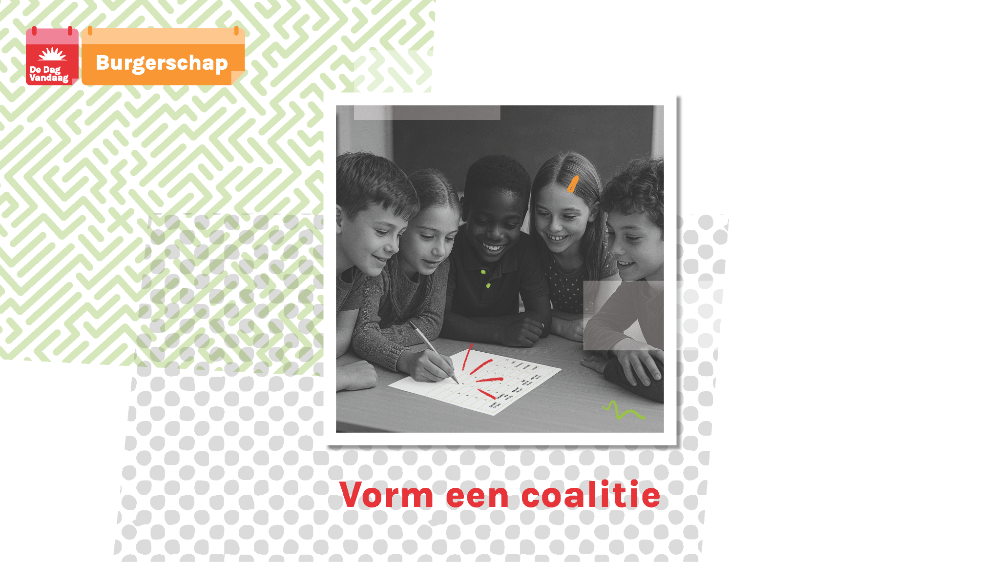 De Dag
Vandaag
Burgerschap
Vorm een coalitie